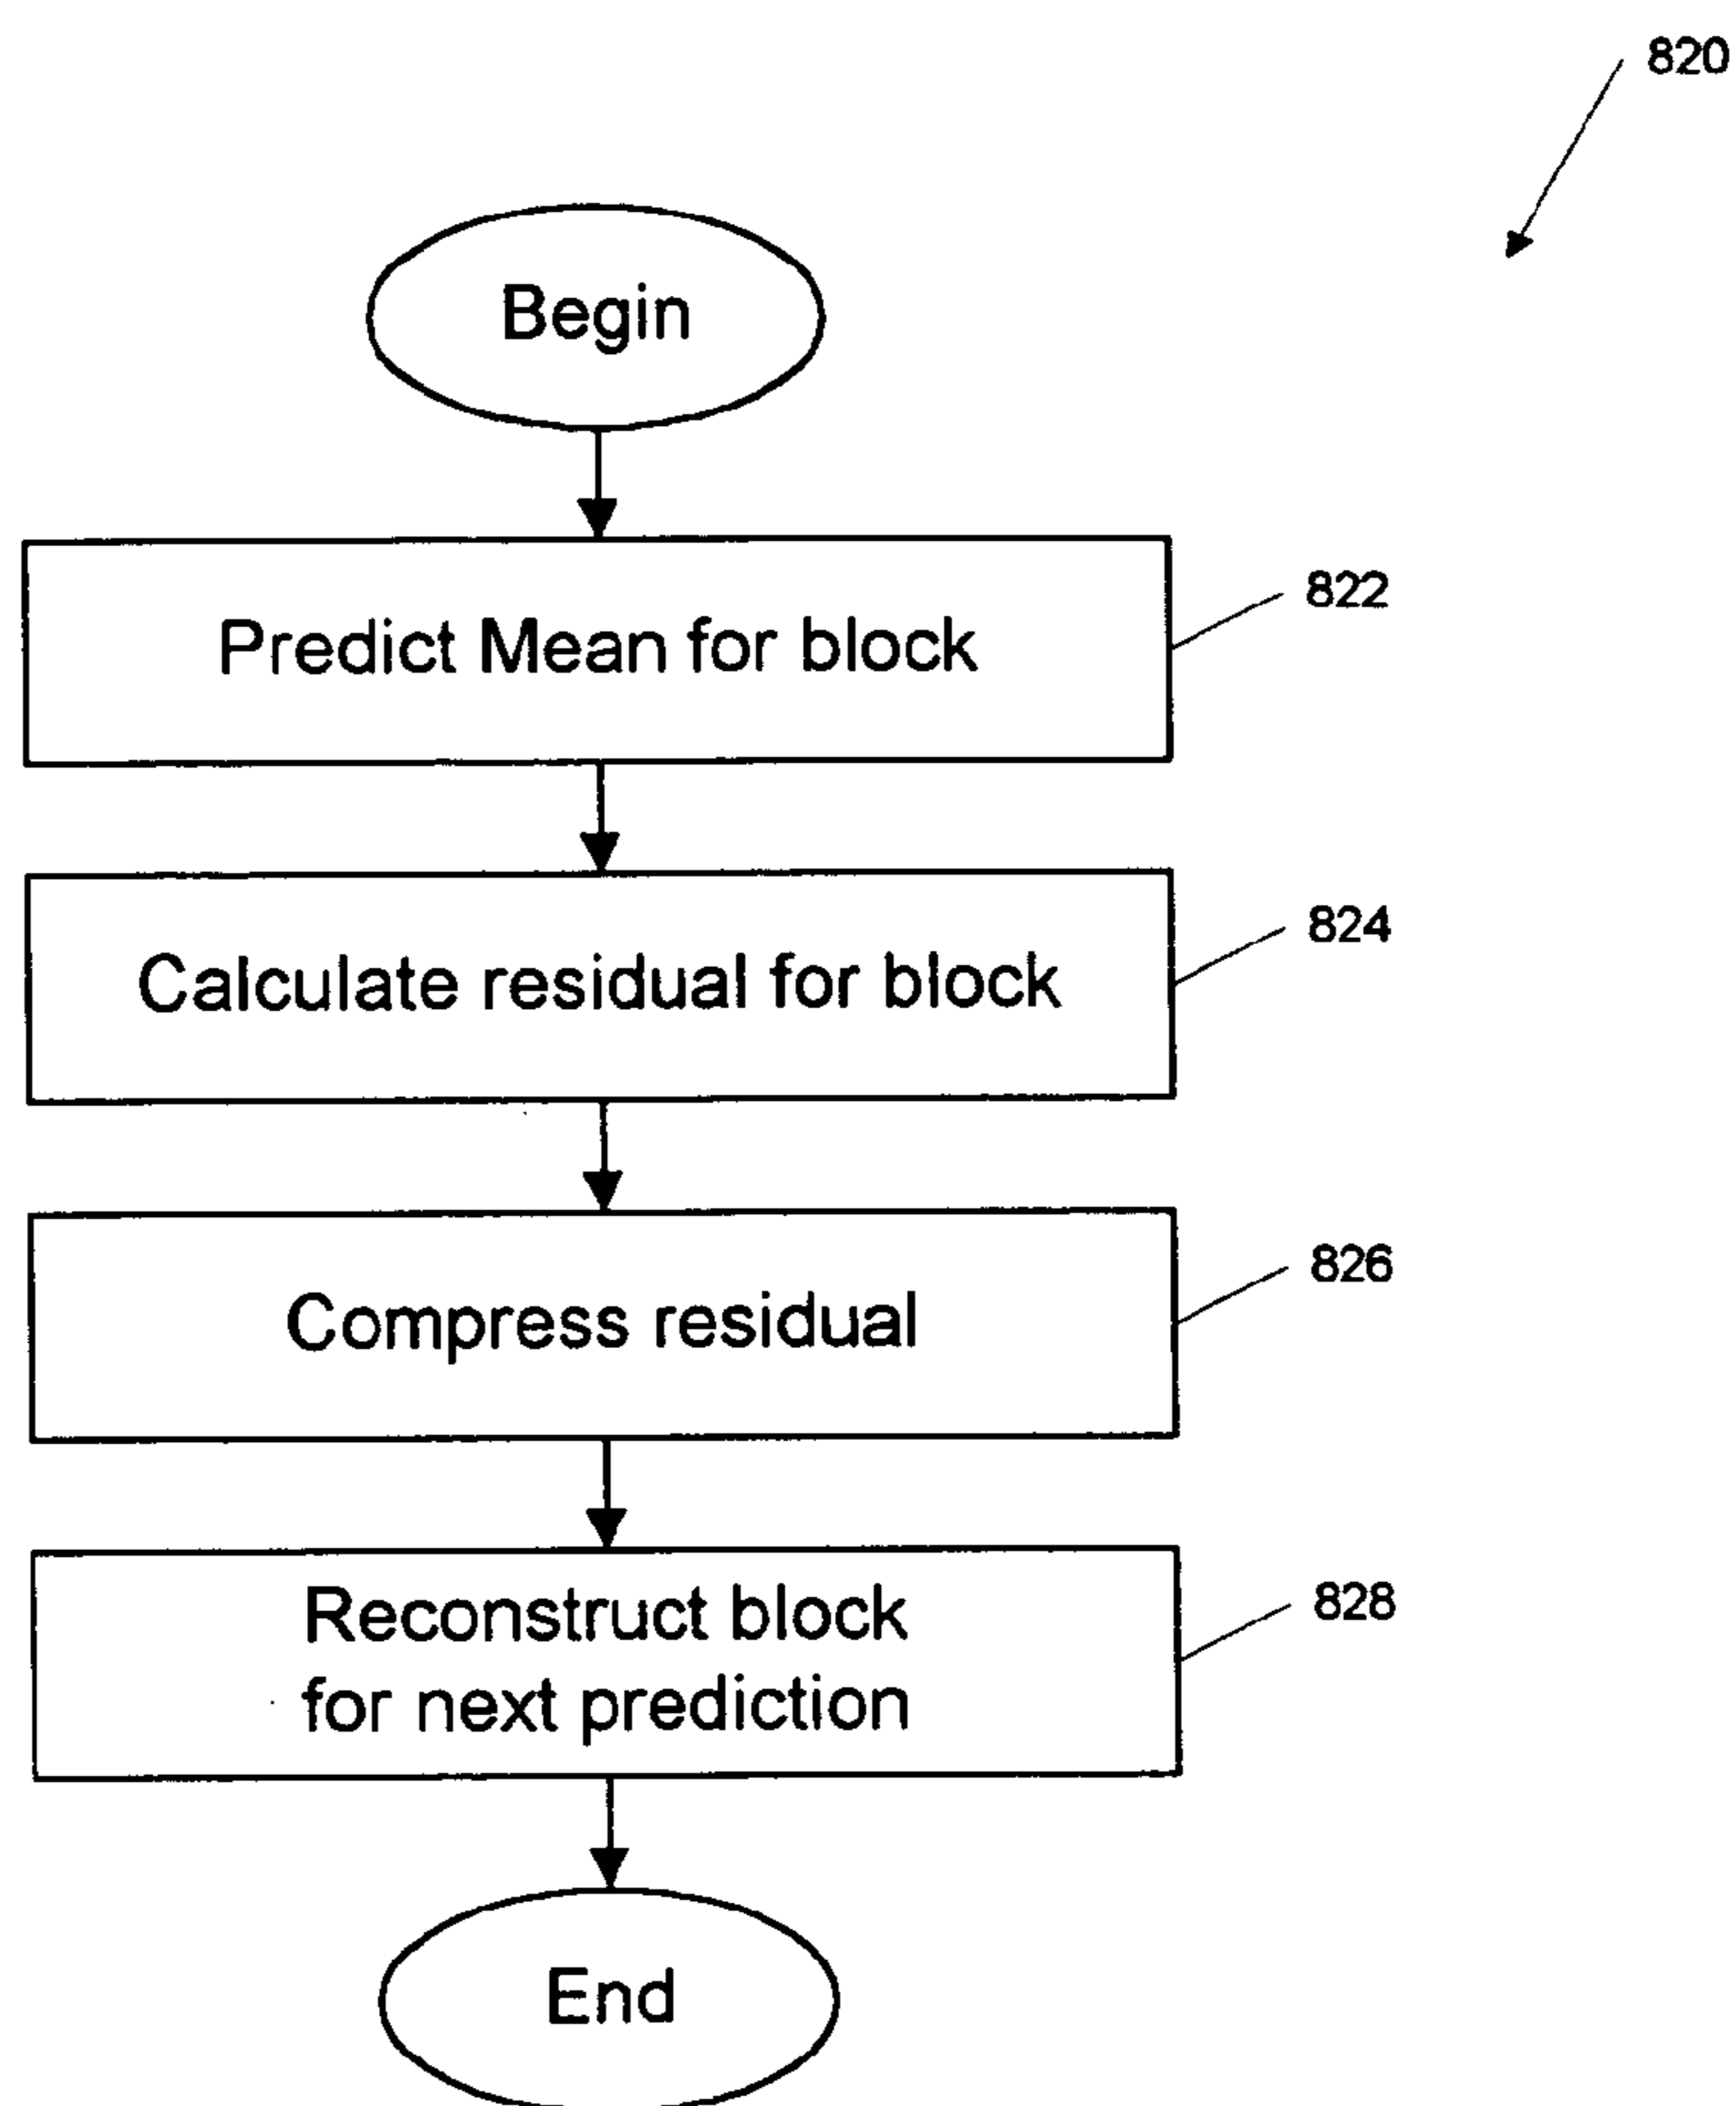 820
Begin
Predict Mean for block
822
Calculate residual for block
824
Compress residual
826
Reconstruct block
for next prediction
828
End